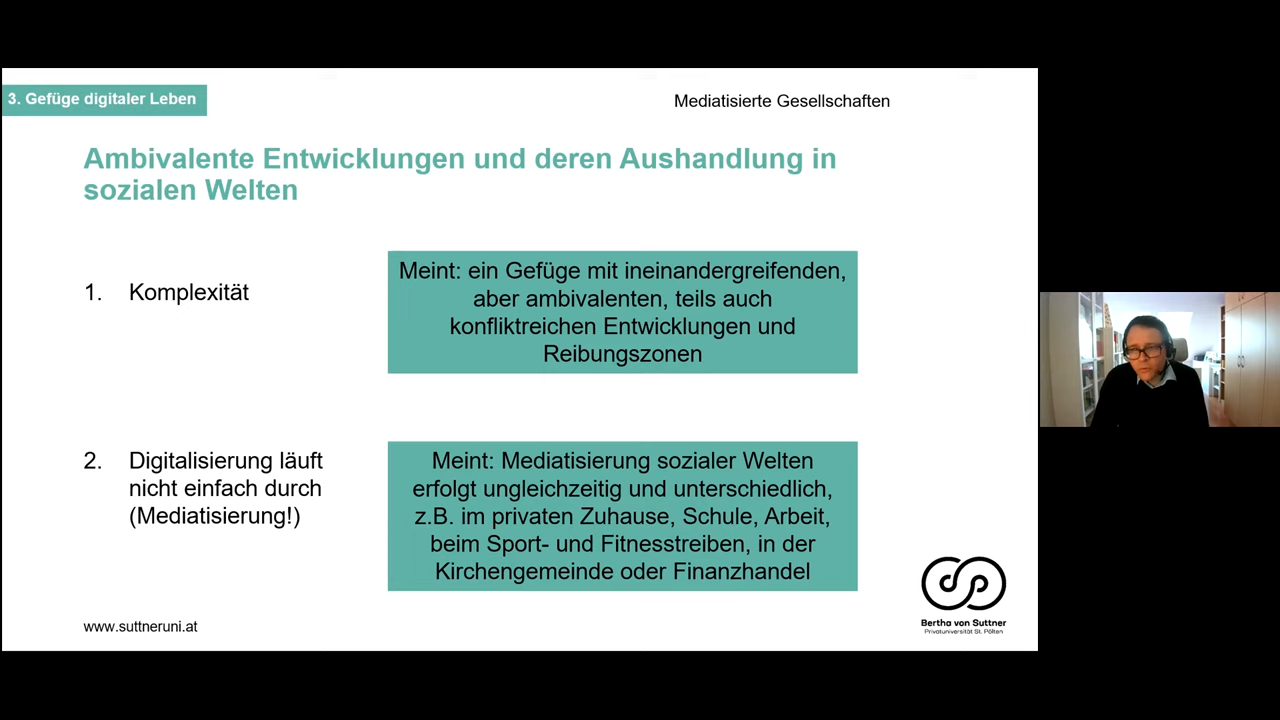 3. Gefüge digitaler Leben
Mediatisierte Gesellschaften
Ambivalente Entwicklungen und deren Aushandlung in
sozialen Welten
1. Komplexität
Meint: ein Gefüge mit ineinandergreifenden,
aber ambivalenten, teils auch
konfliktreichen Entwicklungen und
Reibungszonen
2. Digitalisierung läuft
nicht einfach durch
(Mediatisierung!)
Meint: Mediatisierung sozialer Welten
erfolgt ungleichzeitig und unterschiedlich,
z.B. im privaten Zuhause, Schule, Arbeit,
beim Sport- und Fitnesstreiben, in der
Kirchengemeinde oder Finanzhandel
www.suttneruni.at
Bertha von Suttner
Privatuniversität St. Pölten